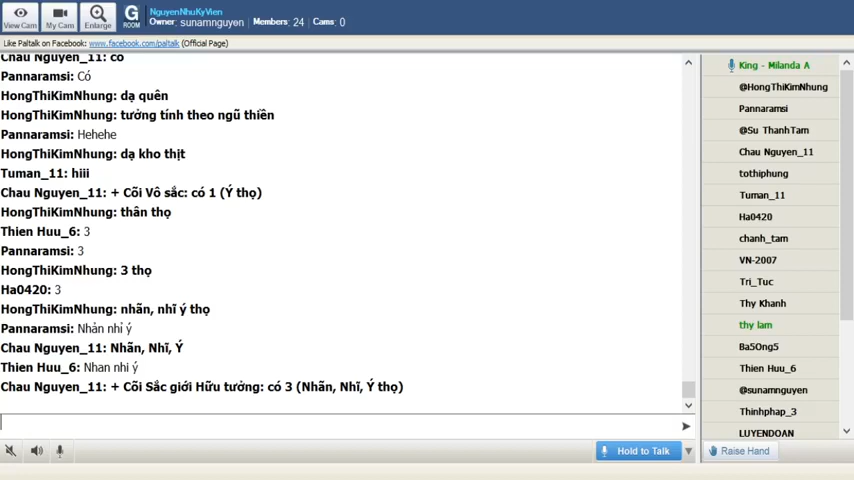 View Cam
My Cam
Enlarge
G
ROOM
NguyenNhuKyVien
Owner: sunamnguyen , Members: 24 Cams: 0
Like Paltalk on Facebook: www.facebook.com/paltalk (Official Page)
Chau Nguyen_11: có
Pannaramsi: Có
HongThiKimNhung: dạ quên
HongThiKimNhung: tưởng tính theo ngũ thiền
Pannaramsi: Hehehe
HongThiKimNhung: dạ kho thịt
Tuman_11: hiii
Chau Nguyen_11: + Cõi Vô sắc: có 1 (Ý thọ)
HongThiKimNhung: thân thọ
Thien Huu_6: 3
Pannaramsi: 3
HongThiKimNhung: 3 thọ
Ha0420: 3
HongThiKimNhung: nhãn, nhĩ ý thọ
Pannaramsi: Nhản nhỉ ý
Chau Nguyen_11: Nhãn, Nhĩ, Ý
Thien Huu_6: Nhan nhi ý
Chau Nguyen_11: + Cõi Sắc giới Hữu tưởng: có 3 (Nhãn, Nhĩ, Ý thọ)
King - Milanda A
@HongThiKimNhung
Pannaramsi
@Su ThanhTam
Chau Nguyen_11
tothiphung
Tuman_11
Ha0420
chanh_tam
VN-2007
Tri_Tuc
Thy Khanh
thy lam
Ba5Ong5
Thien Huu_6
@sunamnguyen
Thinhphap_3
LUYENDOAN
Hold to Talk
Raise Hand